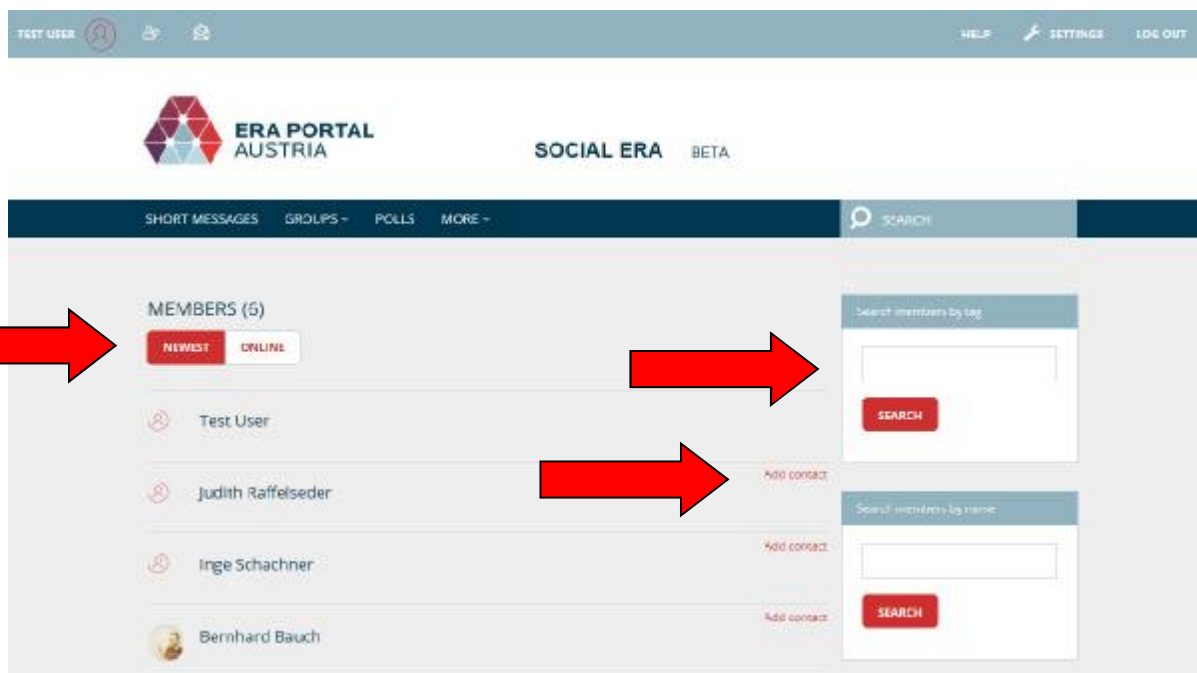 TEST USER
HELP SETTINGS LOG OUT
ERA PORTAL
AUSTRIA
SOCIAL ERA BETA
SHORT MESSAGES GROUPS POLLS MORE
SEARCH
MEMBERS (6)
NEWEST ONLINE
Test User
Judith Raffelseder
Add contact
Inge Schachner
Add contact
Bernhard Bauch
Add contact
Search members by tag
SEARCH
Search members by name
SEARCH